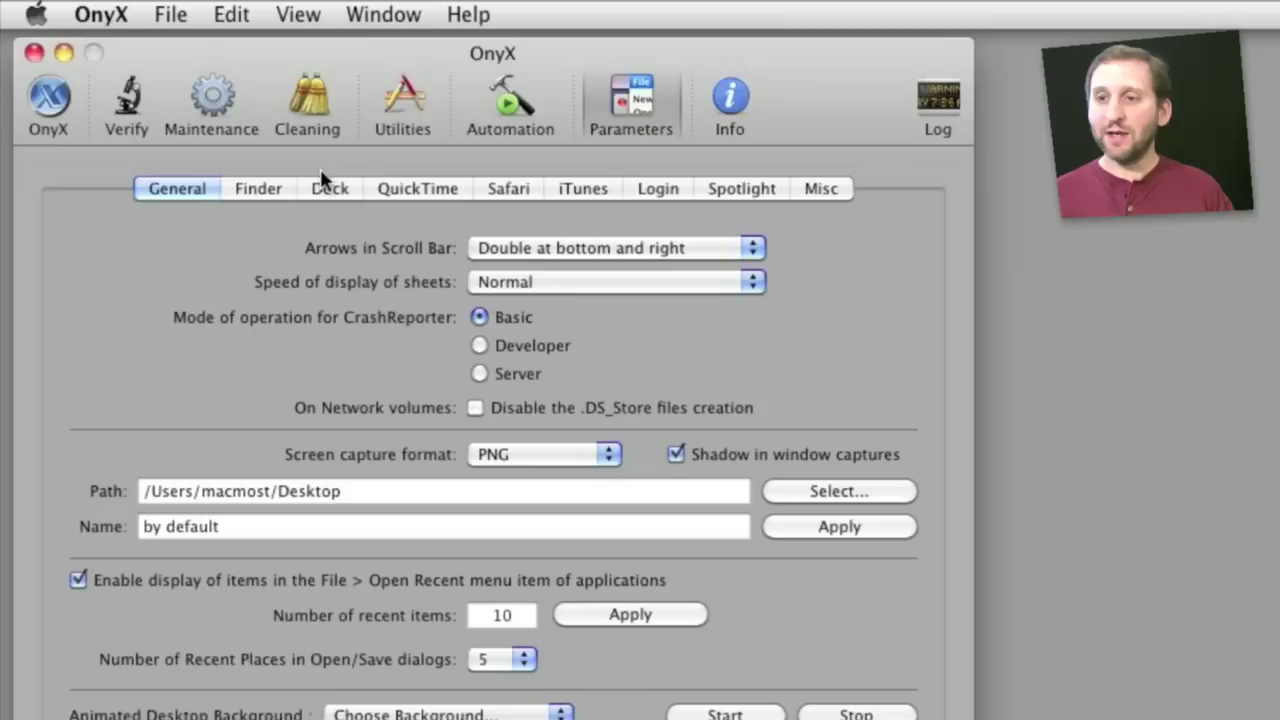 OnyX File Edit View Window Help
OnyX
OnyX Verify Maintenance Cleaning Utilities Automation Parameters Info Log
General Finder Dock QuickTime Safari iTunes Login Spotlight Misc
Arrows in Scroll Bar: Double at bottom and right
Speed of display of sheets: Normal
Mode of operation for CrashReporter: Basic
Developer
Server
On Network volumes: Disable the .DS_Store files creation
Screen capture format: PNG Shadow in window captures
Path: /Users/macmost/Desktop Select...
Name: by default Apply
Enable display of items in the File > Open Recent menu item of applications
Number of recent items: 10 Apply
Number of Recent Places in Open/Save dialogs: 5
Animated Desktop Background : Choose Background... Start Stop